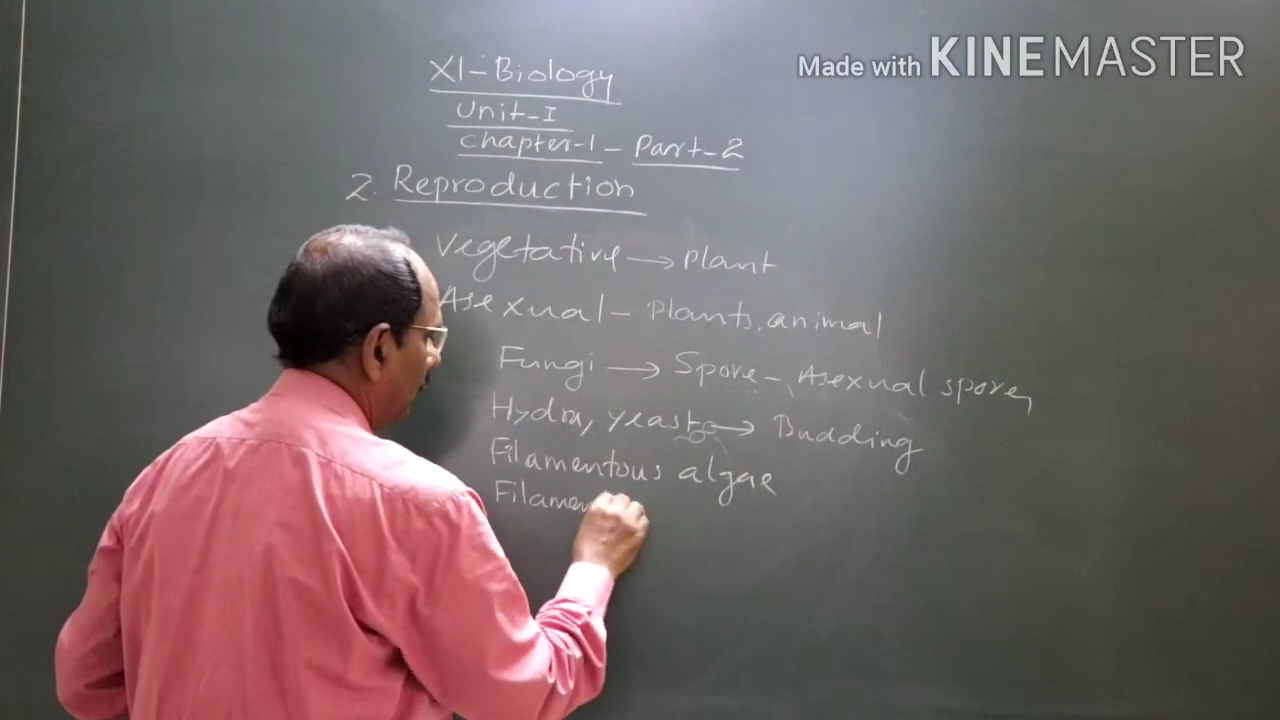 Made with KINEMASTER
XI-Biology
Unit-I
Chapter-1 - Part-2
2. Reproduction
Vegetative → Plant
Asexual - Plants, animal
Fungi → Spore - Asexual spore,
Hydra, yeast → Budding
Filamentous algae
Filamen